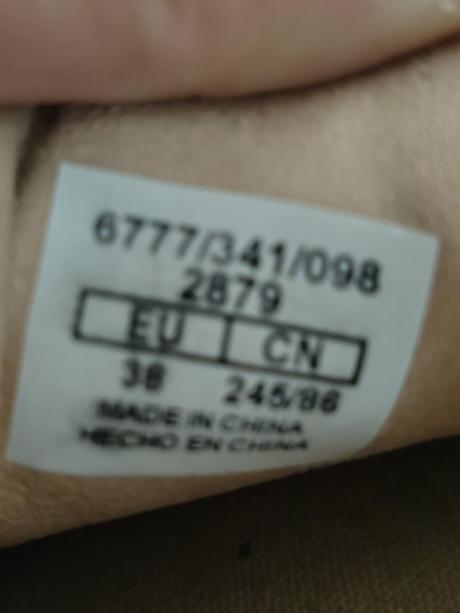 6777/341/098
2879
EU CN
38 245/86
MADE IN CHINA
HECHO EN CHINA